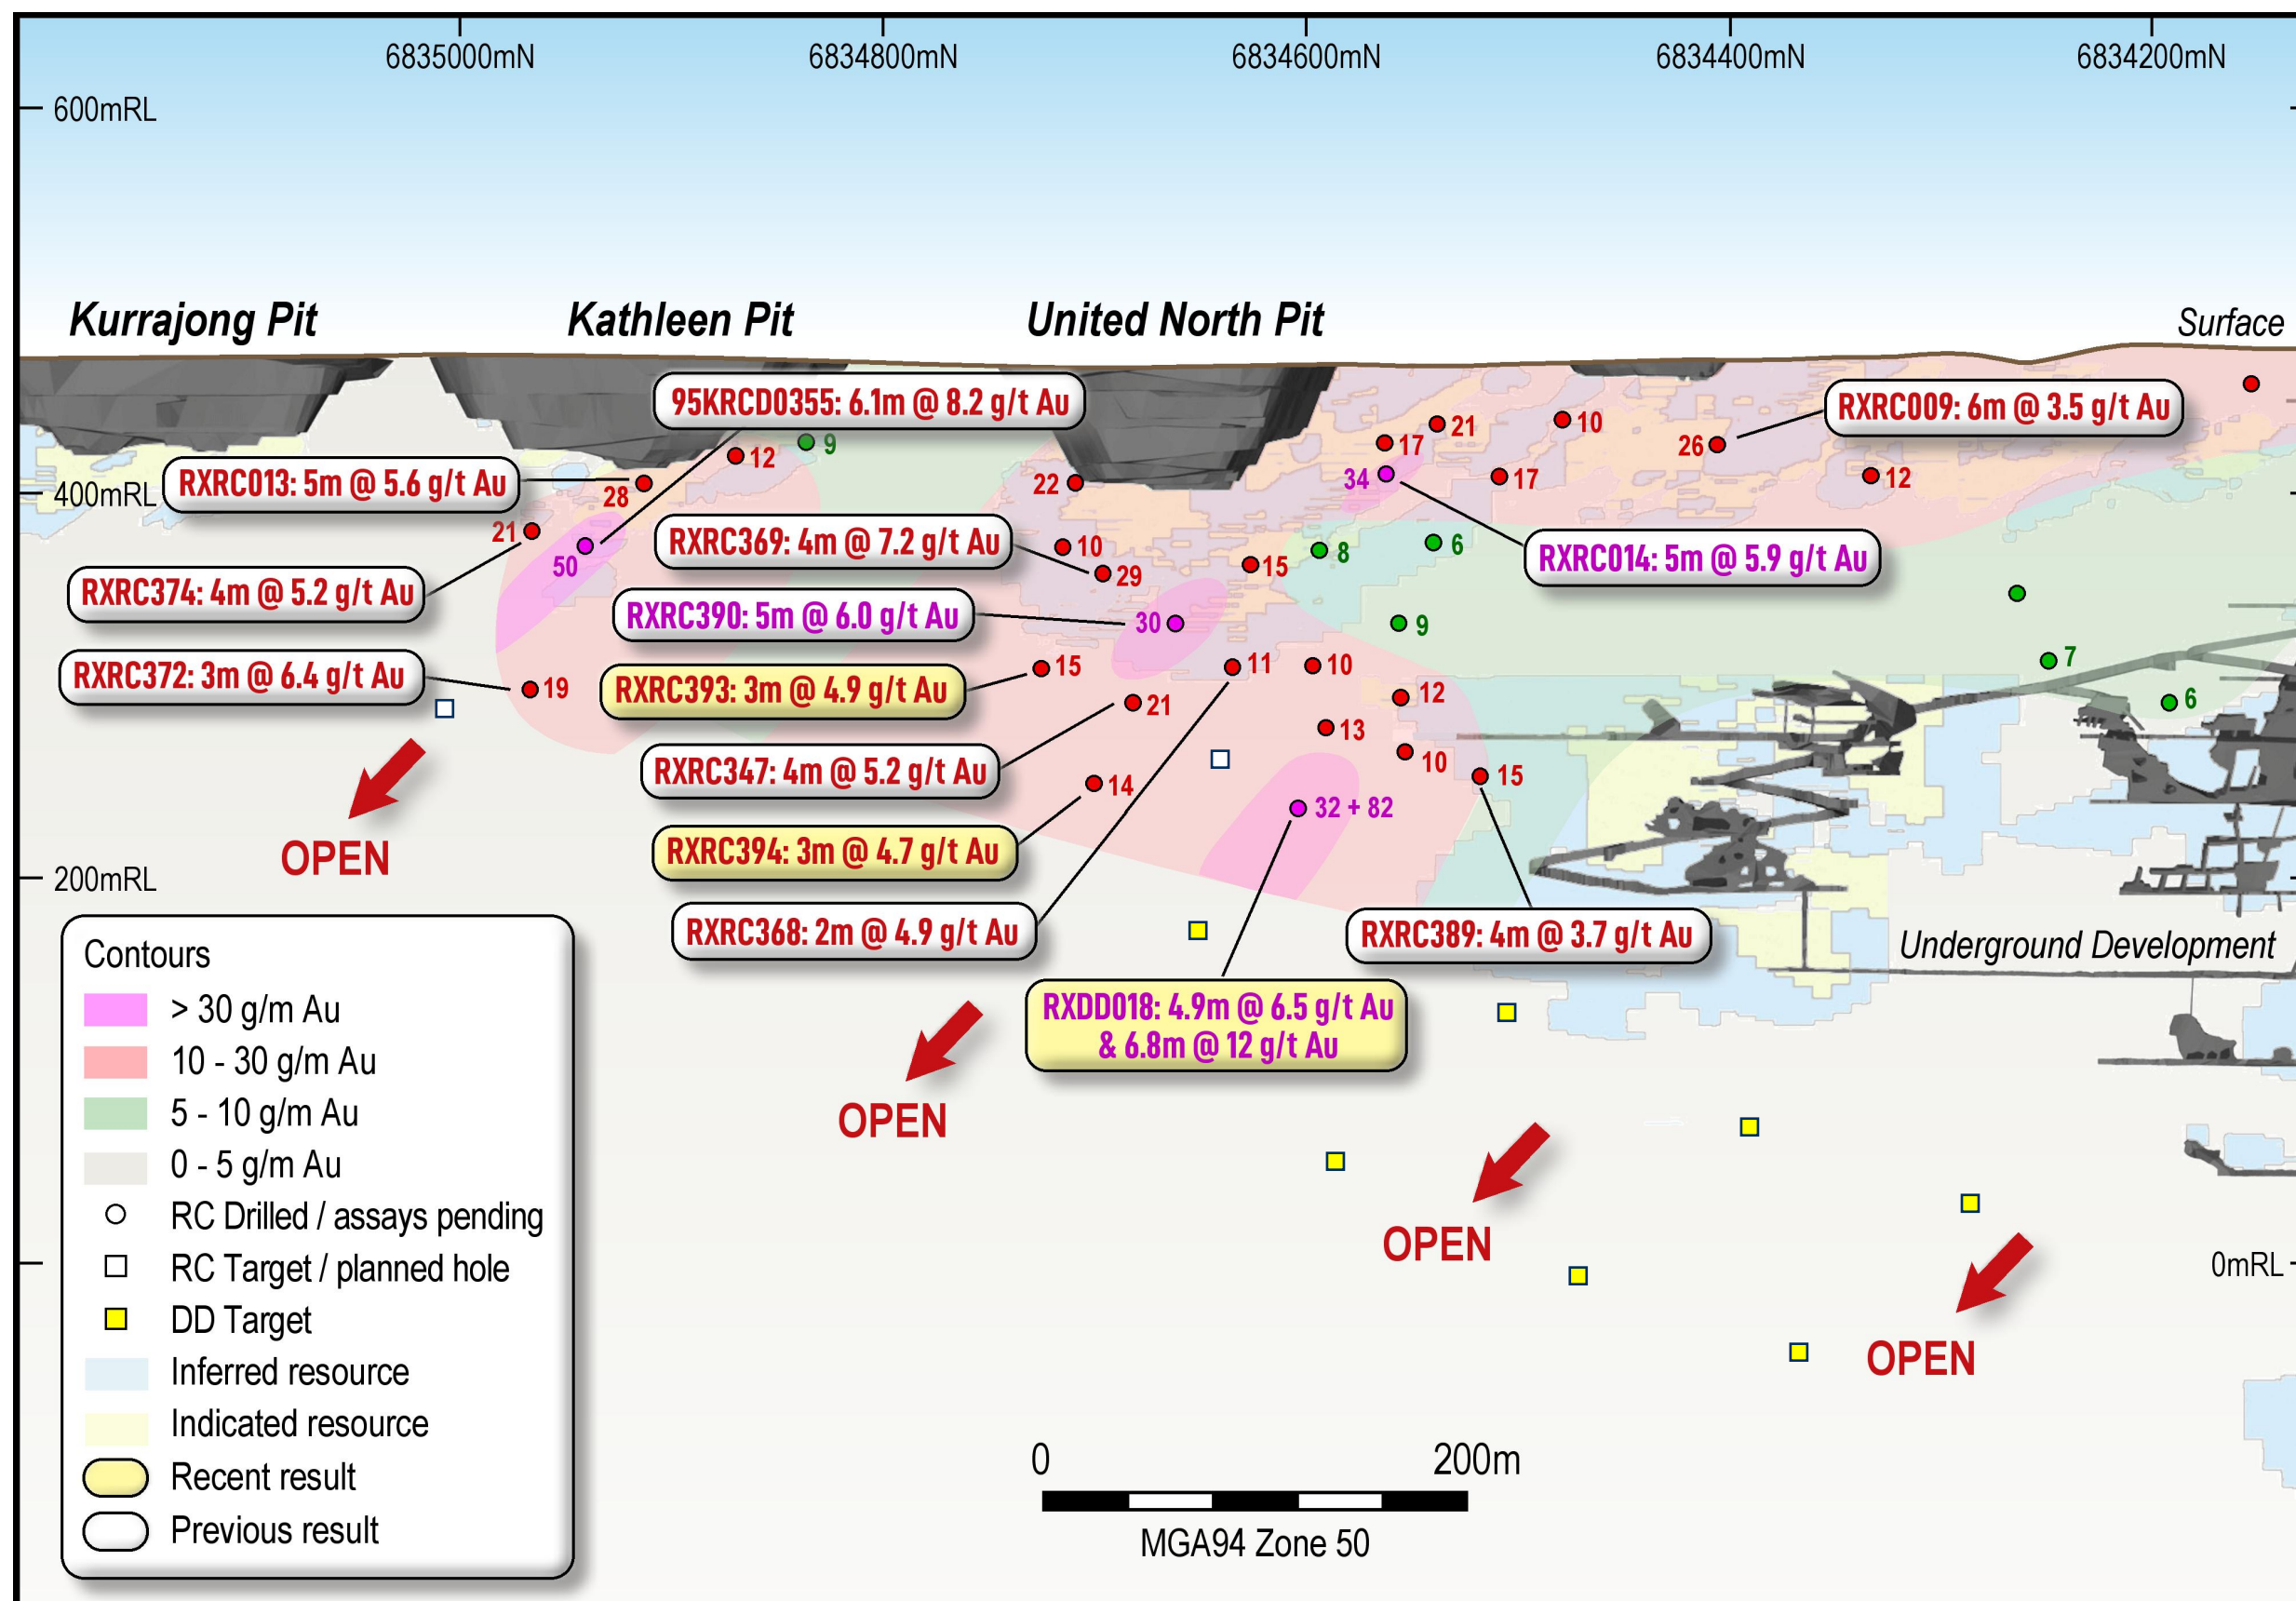 6835000mN
6834800mN
6834600mN
6834400mN
6834200mN
600mRL
Kurrajong Pit
Kathleen Pit
United North Pit
Surface
95KRCD0355: 6.1m @ 8.2 g/t Au
RXRC009: 6m @ 3.5 g/t Au
21
10
17
26
9
12
34
17
12
400mRL
RXRC013: 5m @ 5.6 g/t Au
28
22
21
50
RXRC369: 4m @ 7.2 g/t Au
10
29
15
8
6
RXRC014: 5m @ 5.9 g/t Au
RXRC374: 4m @ 5.2 g/t Au
RXRC390: 5m @ 6.0 g/t Au
30
9
RXRC372: 3m @ 6.4 g/t Au
19
RXRC393: 3m @ 4.9 g/t Au
15
11
10
7
12
6
21
13
RXRC347: 4m @ 5.2 g/t Au
10
15
14
32 + 82
OPEN
RXRC394: 3m @ 4.7 g/t Au
200mRL
RXRC368: 2m @ 4.9 g/t Au
RXRC389: 4m @ 3.7 g/t Au
Underground Development
RXDD018: 4.9m @ 6.5 g/t Au
& 6.8m @ 12 g/t Au
OPEN
OPEN
0mRL
OPEN
Contours
> 30 g/m Au
10 - 30 g/m Au
5 - 10 g/m Au
0 - 5 g/m Au
RC Drilled / assays pending
RC Target / planned hole
DD Target
Inferred resource
Indicated resource
Recent result
Previous result
0 200m
MGA94 Zone 50